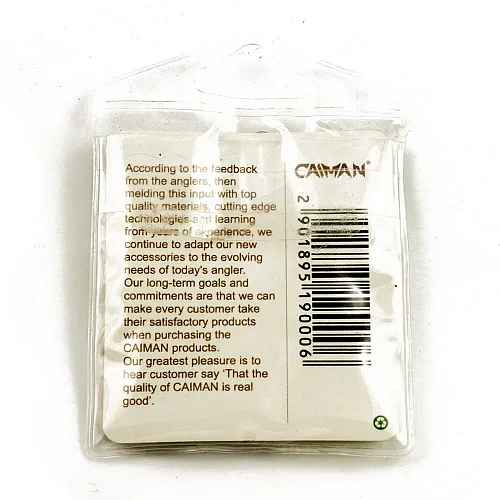 According to the feedback
from the anglers, then
melding this input with top
quality materials, cutting edge
technologies and learning
from years of experience, we
continue to adapt our new
accessories to the evolving
needs of today's angler.
Our long-term goals and
commitments are that we can
make every customer take
their satisfactory products
when purchasing the
CAIMAN products.
Our greatest pleasure is to
hear customer say 'That the
quality of CAIMAN is real
good'.
CAIMAN®
2 901895 190006